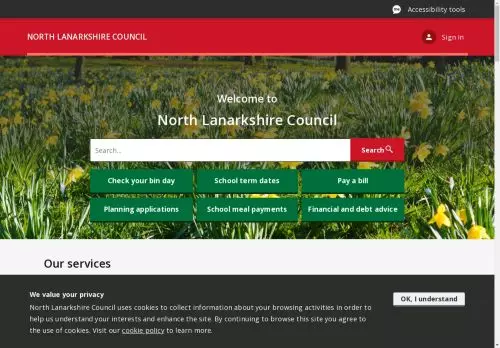 Accessibility tools
NORTH LANARKSHIRE COUNCIL
Sign in
Welcome to
North Lanarkshire Council
Search...
Search
Check your bin day
School term dates
Pay a bill
Planning applications
School meal payments
Financial and debt advice
Our services
We value your privacy
North Lanarkshire Council uses cookies to collect information about your browsing activities in order to
help us understand your interests and enhance the site. By continuing to browse this site you agree to
the use of cookies. Visit our cookie policy to learn more.
OK, I understand